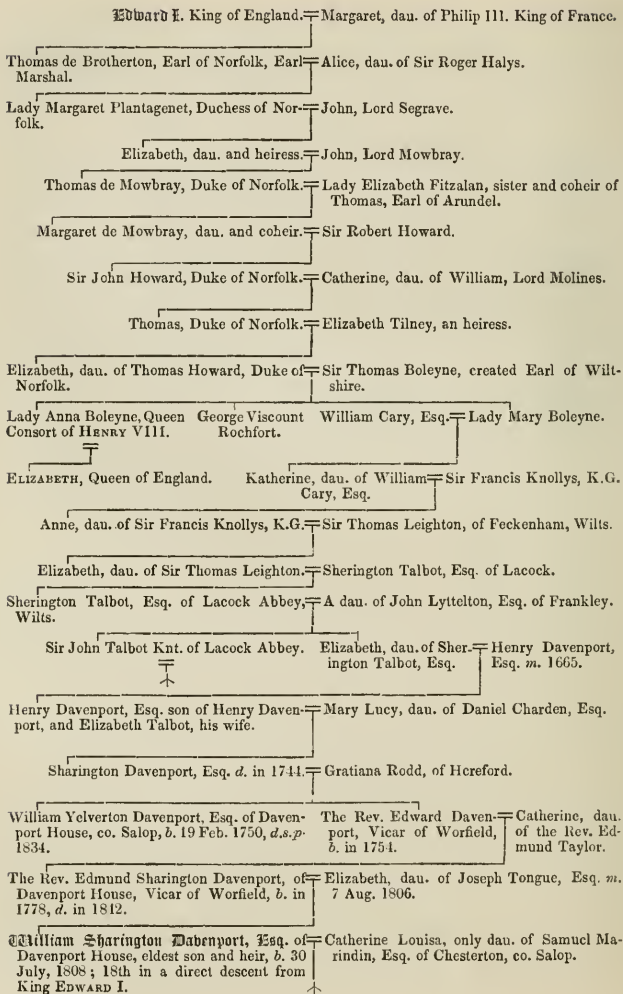 Edward I. King of England. Margaret, dau. of Philip III. King of France.
Thomas de Brotherton, Earl of Norfolk, Earl Marshal. Alice, dau. of Sir Roger Halys.
Lady Margaret Plantagenet, Duchess of Nor-
folk. John, Lord Segrave.
Elizabeth, dau. and heiress. John, Lord Mowbray.
Thomas de Mowbray, Duke of Norfolk. Lady Elizabeth Fitzalan, sister and coheir of
Thomas, Earl of Arundel.
Margaret de Mowbray, dau. and coheir. Sir Robert Howard.
Sir John Howard, Duke of Norfolk. Catherine, dau. of William, Lord Molines.
Thomas, Duke of Norfolk. Elizabeth Tilney, an heiress.
Elizabeth, dau. of Thomas Howard, Duke of
Norfolk.
Sir Thomas Boleyne, created Earl of Wilt-
shire.
Lady Anna Boleyne, Queen
Consort of HENRY VIII.
George Viscount
Rochfort.
William Cary, Esq. Lady Mary Boleyne.
ELIZABETH, Queen of England.
Katherine, dau. of William
Cary, Esq.
Sir Francis Knollys, K.G.
Anne, dau. of Sir Francis Knollys, K.G. Sir Thomas Leighton, of Feckenham, Wilts.
Elizabeth, dau. of Sir Thomas Leighton. Sherington Talbot, Esq. of Lacock.
Sherington Talbot, Esq. of Lacock Abbey,
Wilts.
A dau. of John Lyttelton, Esq. of Frankley.
Sir John Talbot Knt. of Lacock Abbey.
Elizabeth, dau. of Sher-
ington Talbot, Esq.
Henry Davenport,
Esq. m. 1665.
Henry Davenport, Esq. son of Henry Daven-
port, and Elizabeth Talbot, his wife.
Mary Lucy, dau. of Daniel Charden, Esq.
Sharington Davenport, Esq. d. in 1744. Gratiana Rodd, of Hereford.
William Yelverton Davenport, Esq. of Daven-
port House, co. Salop, b. 19 Feb. 1750, d.s.p.
1834.
The Rev. Edward Daven-
port, Vicar of Worfield,
b. in 1754.
Catherine, dau.
of the Rev. Ed-
mund Taylor.
The Rev. Edmund Sharington Davenport, of
Davenport House, Vicar of Worfield, b. in
1778, d. in 1842.
Elizabeth, dau. of Joseph Tongue, Esq. m.
7 Aug. 1806.
William Sharington Davenport, Esq. of
Davenport House, eldest son and heir, b. 30
July, 1808; 18th in a direct descent from
King EDWARD I.
Catherine Louisa, only dau. of Samuel Ma-
rindin, Esq. of Chesterton, co. Salop.